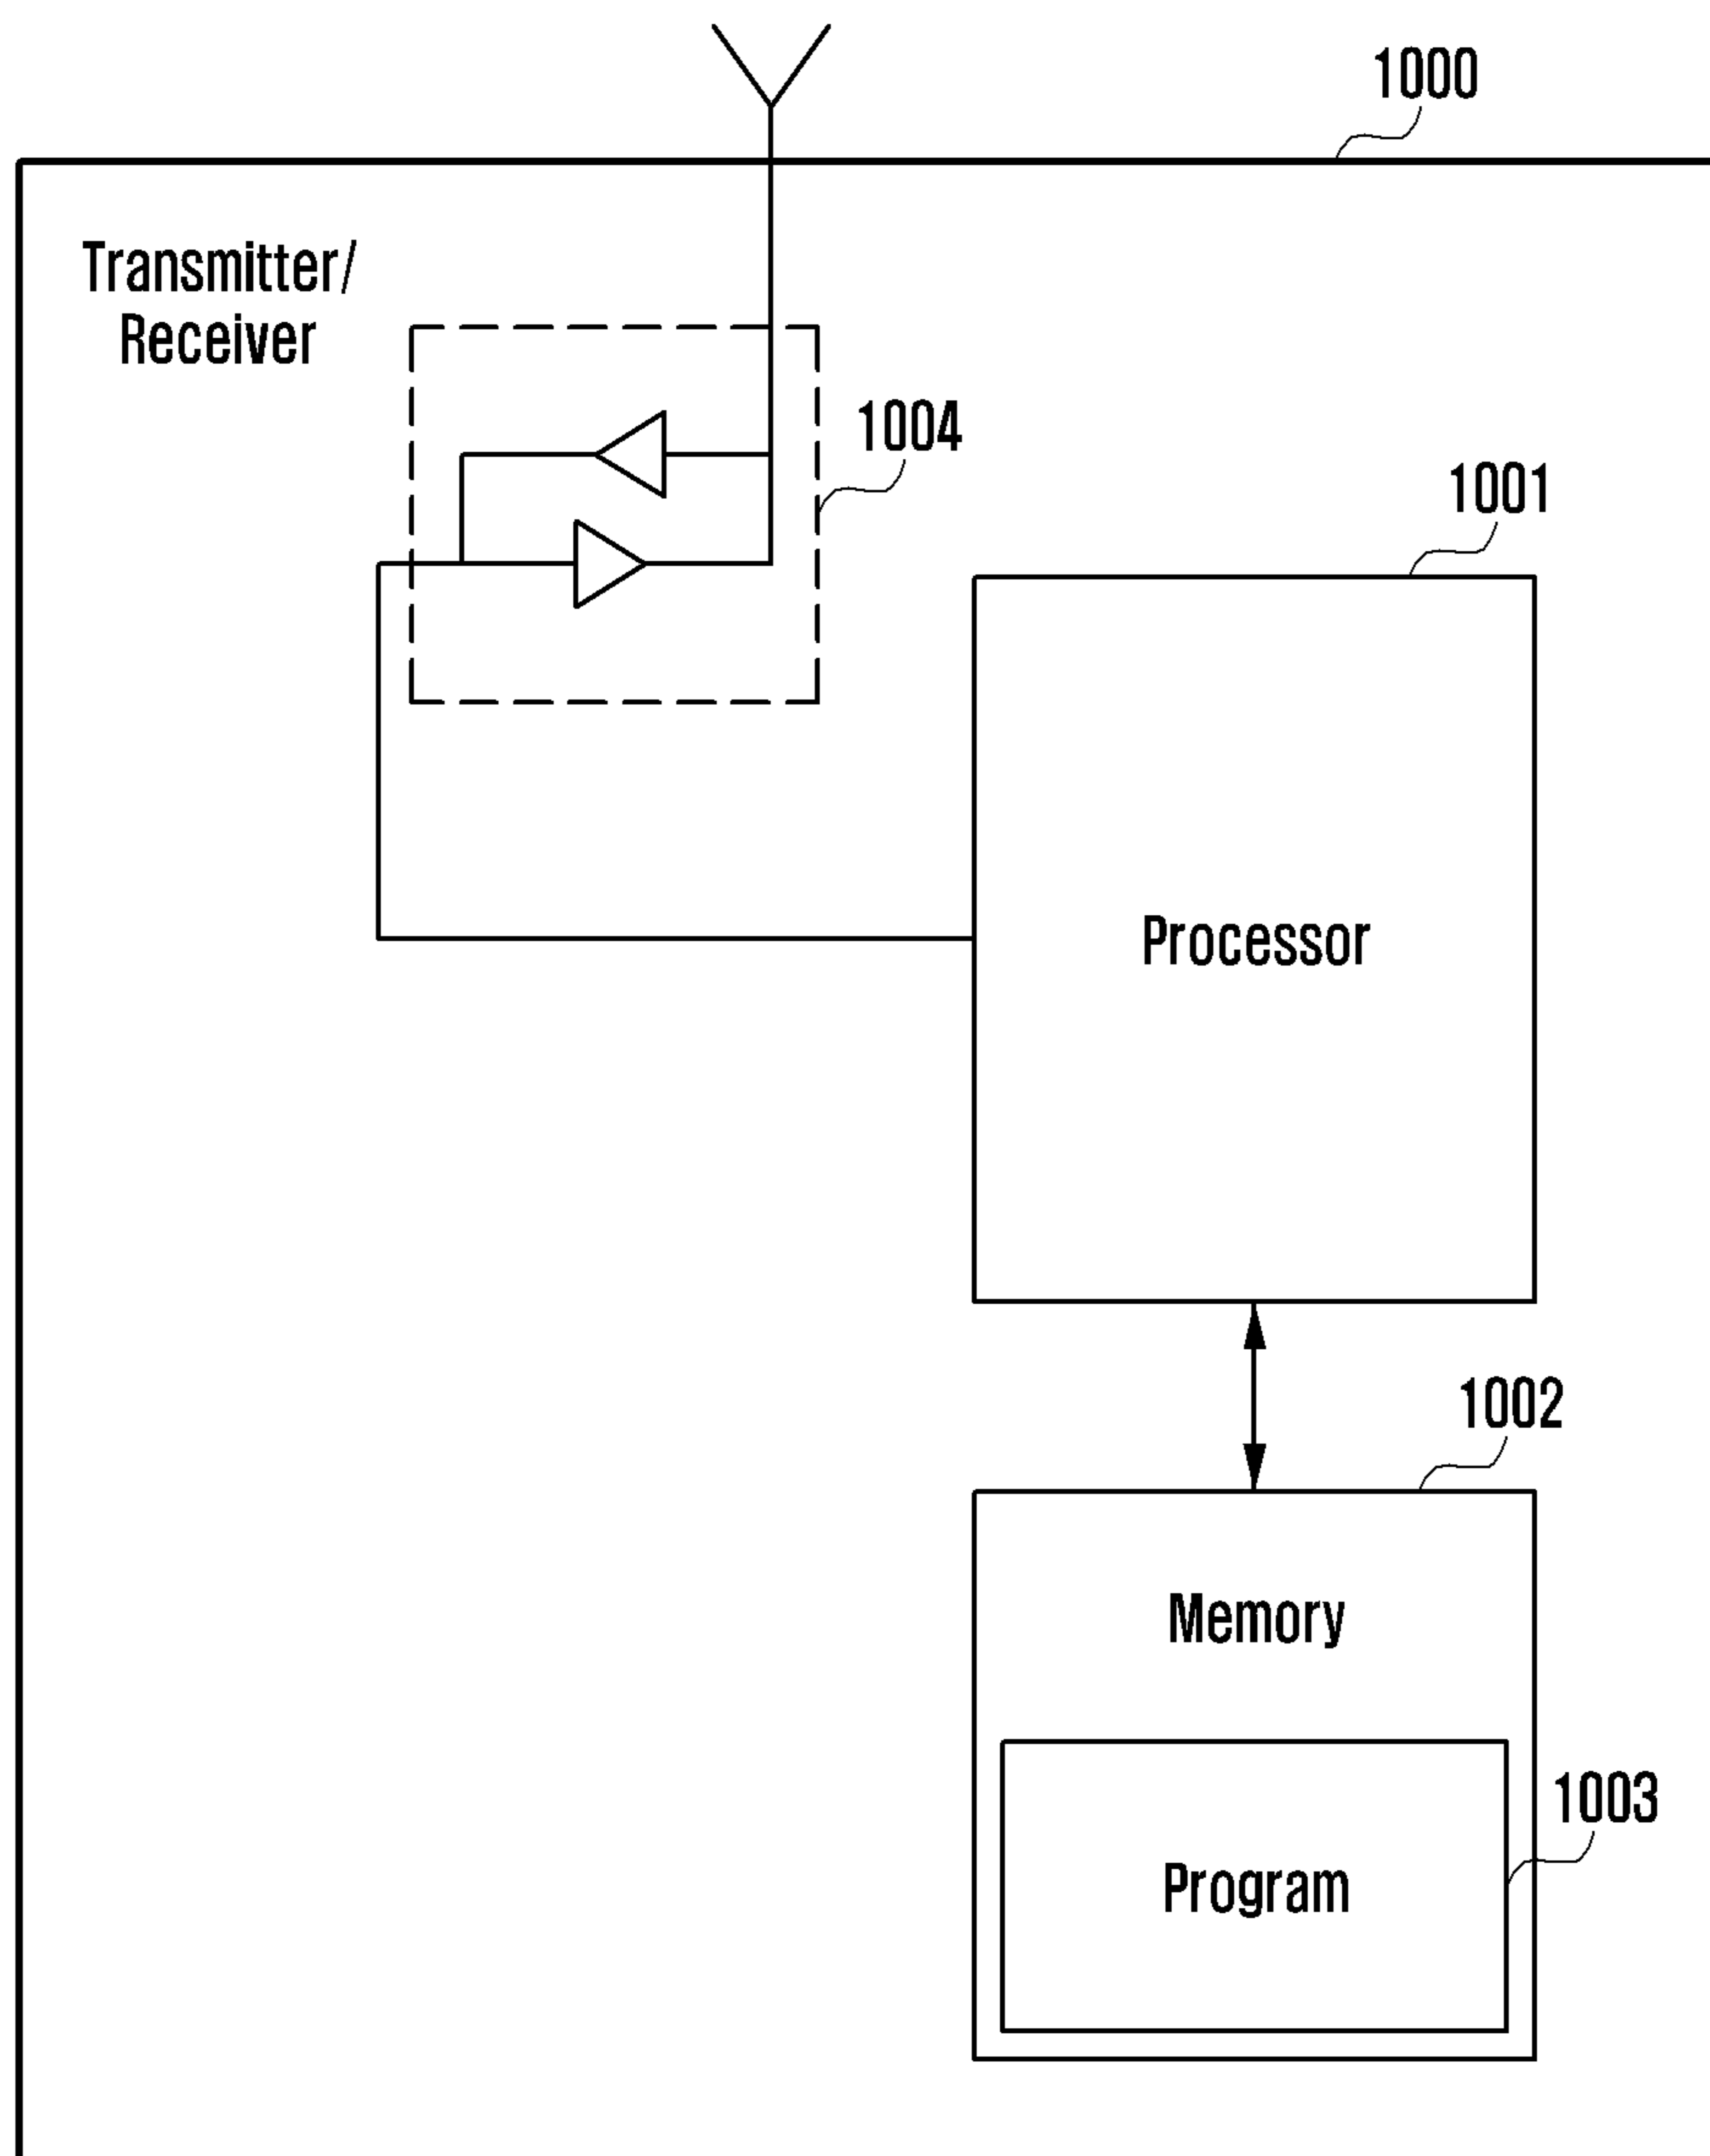 1000
Transmitter/
Receiver
1004
1001
Processor
1002
Memory
1003
Program